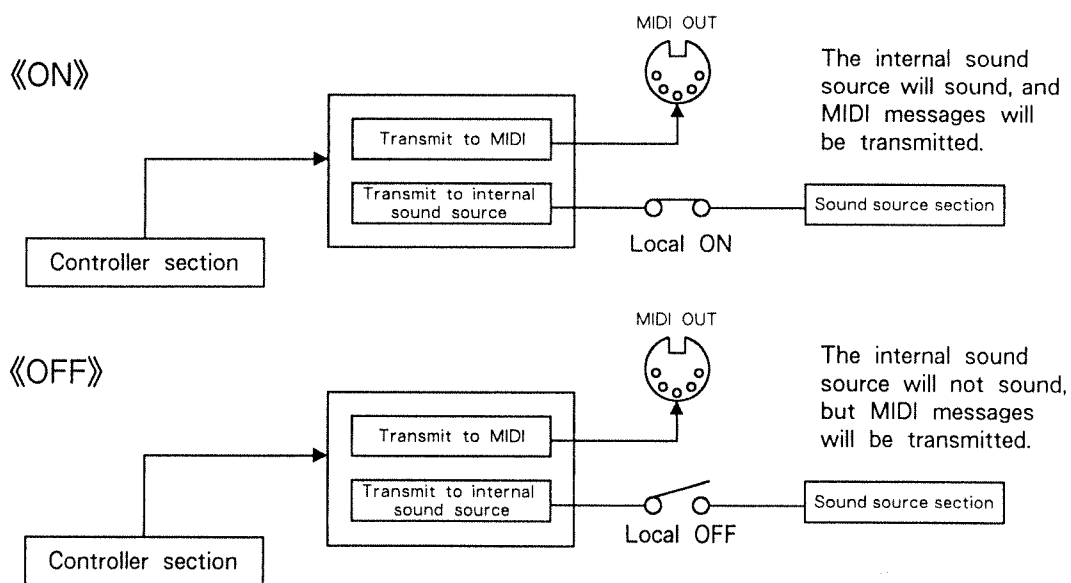 《ON》
MIDI OUT
The internal sound
source will sound, and
MIDI messages will
be transmitted.
Transmit to MIDI
Transmit to internal
sound source
Sound source section
Local ON
Controller section
《OFF》
MIDI OUT
The internal sound
source will not sound,
but MIDI messages
will be transmitted.
Transmit to MIDI
Transmit to internal
sound source
Sound source section
Local OFF
Controller section